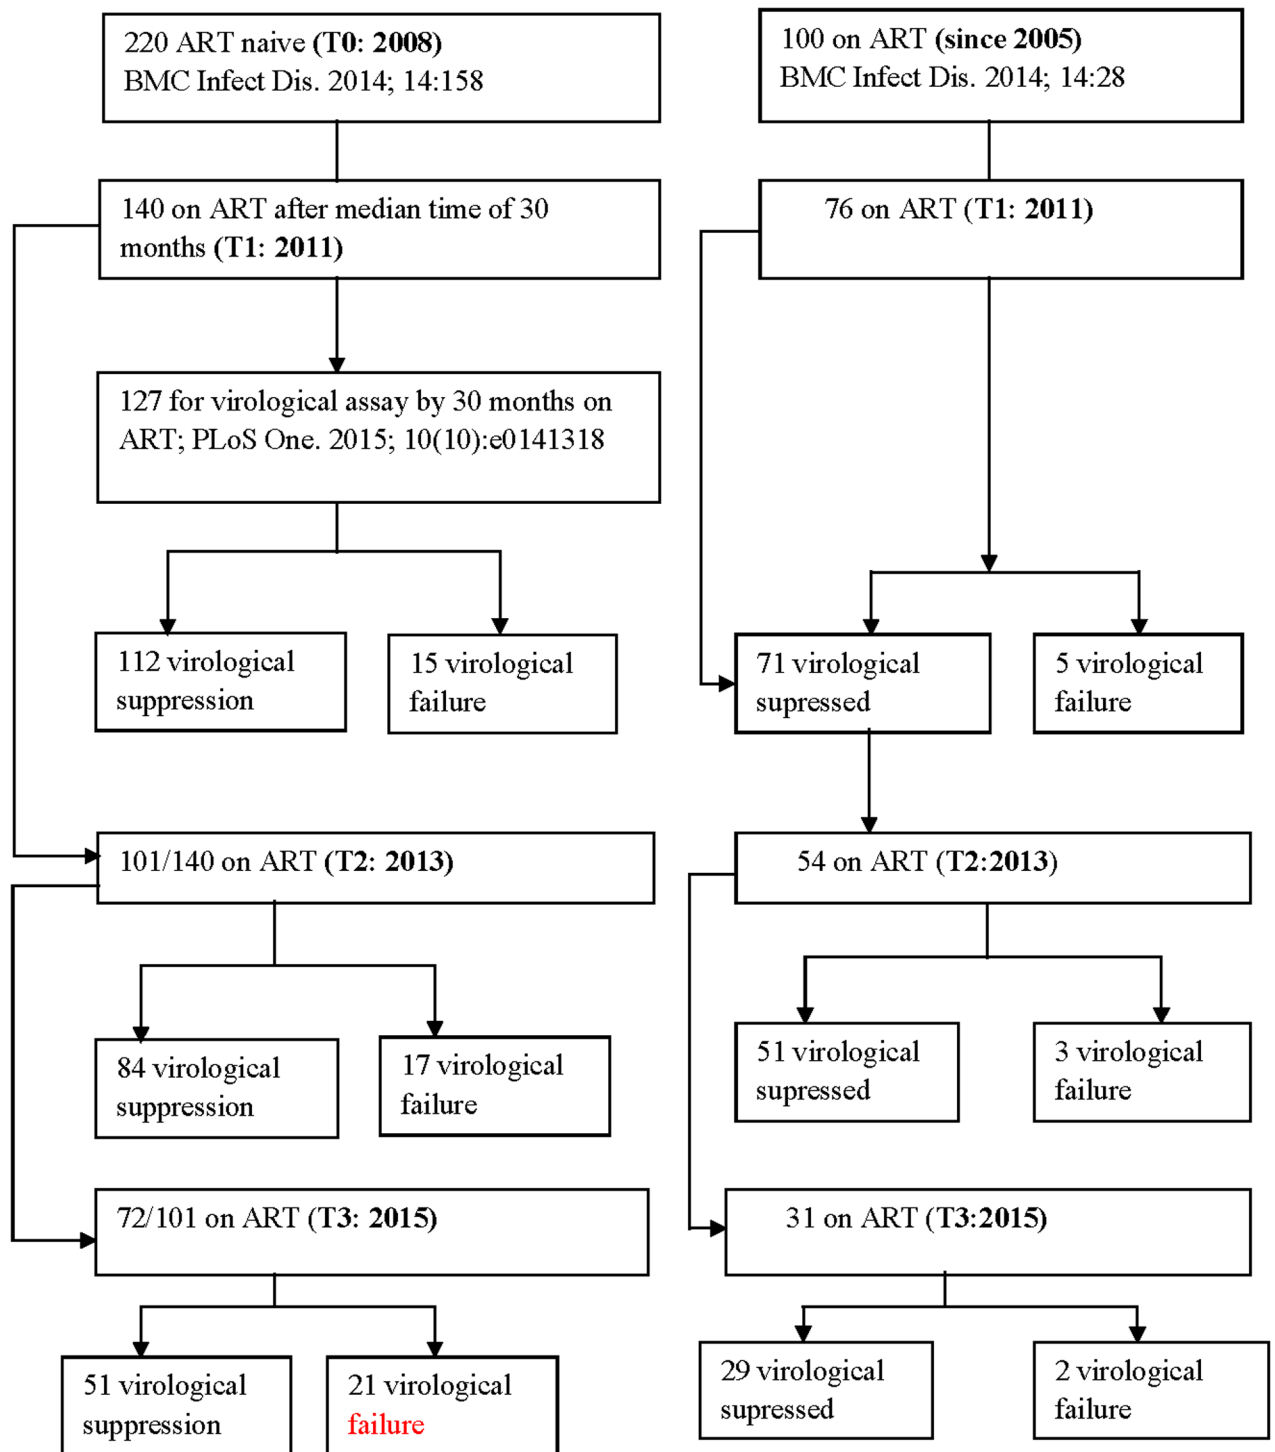 220 ART naive (T0: 2008)
BMC Infect Dis. 2014; 14:158
100 on ART (since 2005)
BMC Infect Dis. 2014; 14:28
140 on ART after median time of 30
months (T1: 2011)
76 on ART (T1: 2011)
127 for virological assay by 30 months on
ART; PLoS One. 2015; 10(10):e0141318
112 virological
suppression
15 virological
failure
71 virological
supressed
5 virological
failure
101/140 on ART (T2: 2013)
54 on ART (T2:2013)
84 virological
suppression
17 virological
failure
51 virological
supressed
3 virological
failure
72/101 on ART (T3: 2015)
31 on ART (T3:2015)
51 virological
suppression
21 virological
failure
29 virological
supressed
2 virological
failure